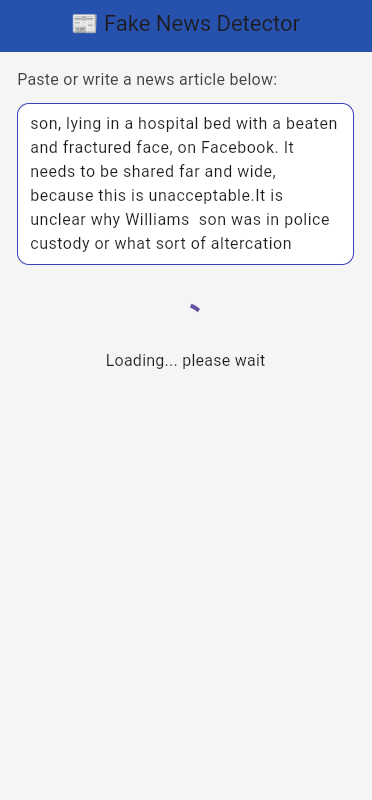 📰 Fake News Detector
Paste or write a news article below:
son, lying in a hospital bed with a beaten
and fractured face, on Facebook. It
needs to be shared far and wide,
because this is unacceptable.It is
unclear why Williams  son was in police
custody or what sort of altercation
Loading... please wait